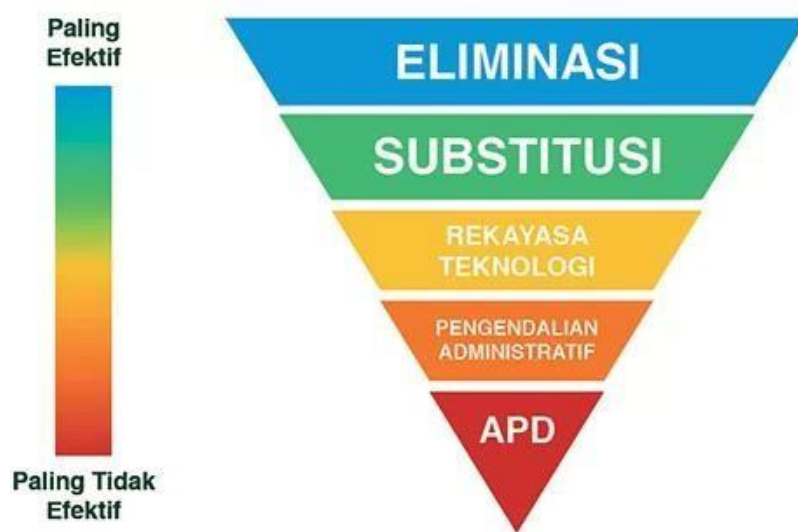 Paling
Efektif
ELIMINASI
SUBSTITUSI
REKAYASA
TEKNOLOGI
PENGENDALIAN
ADMINISTRATIF
APD
Paling Tidak
Efektif